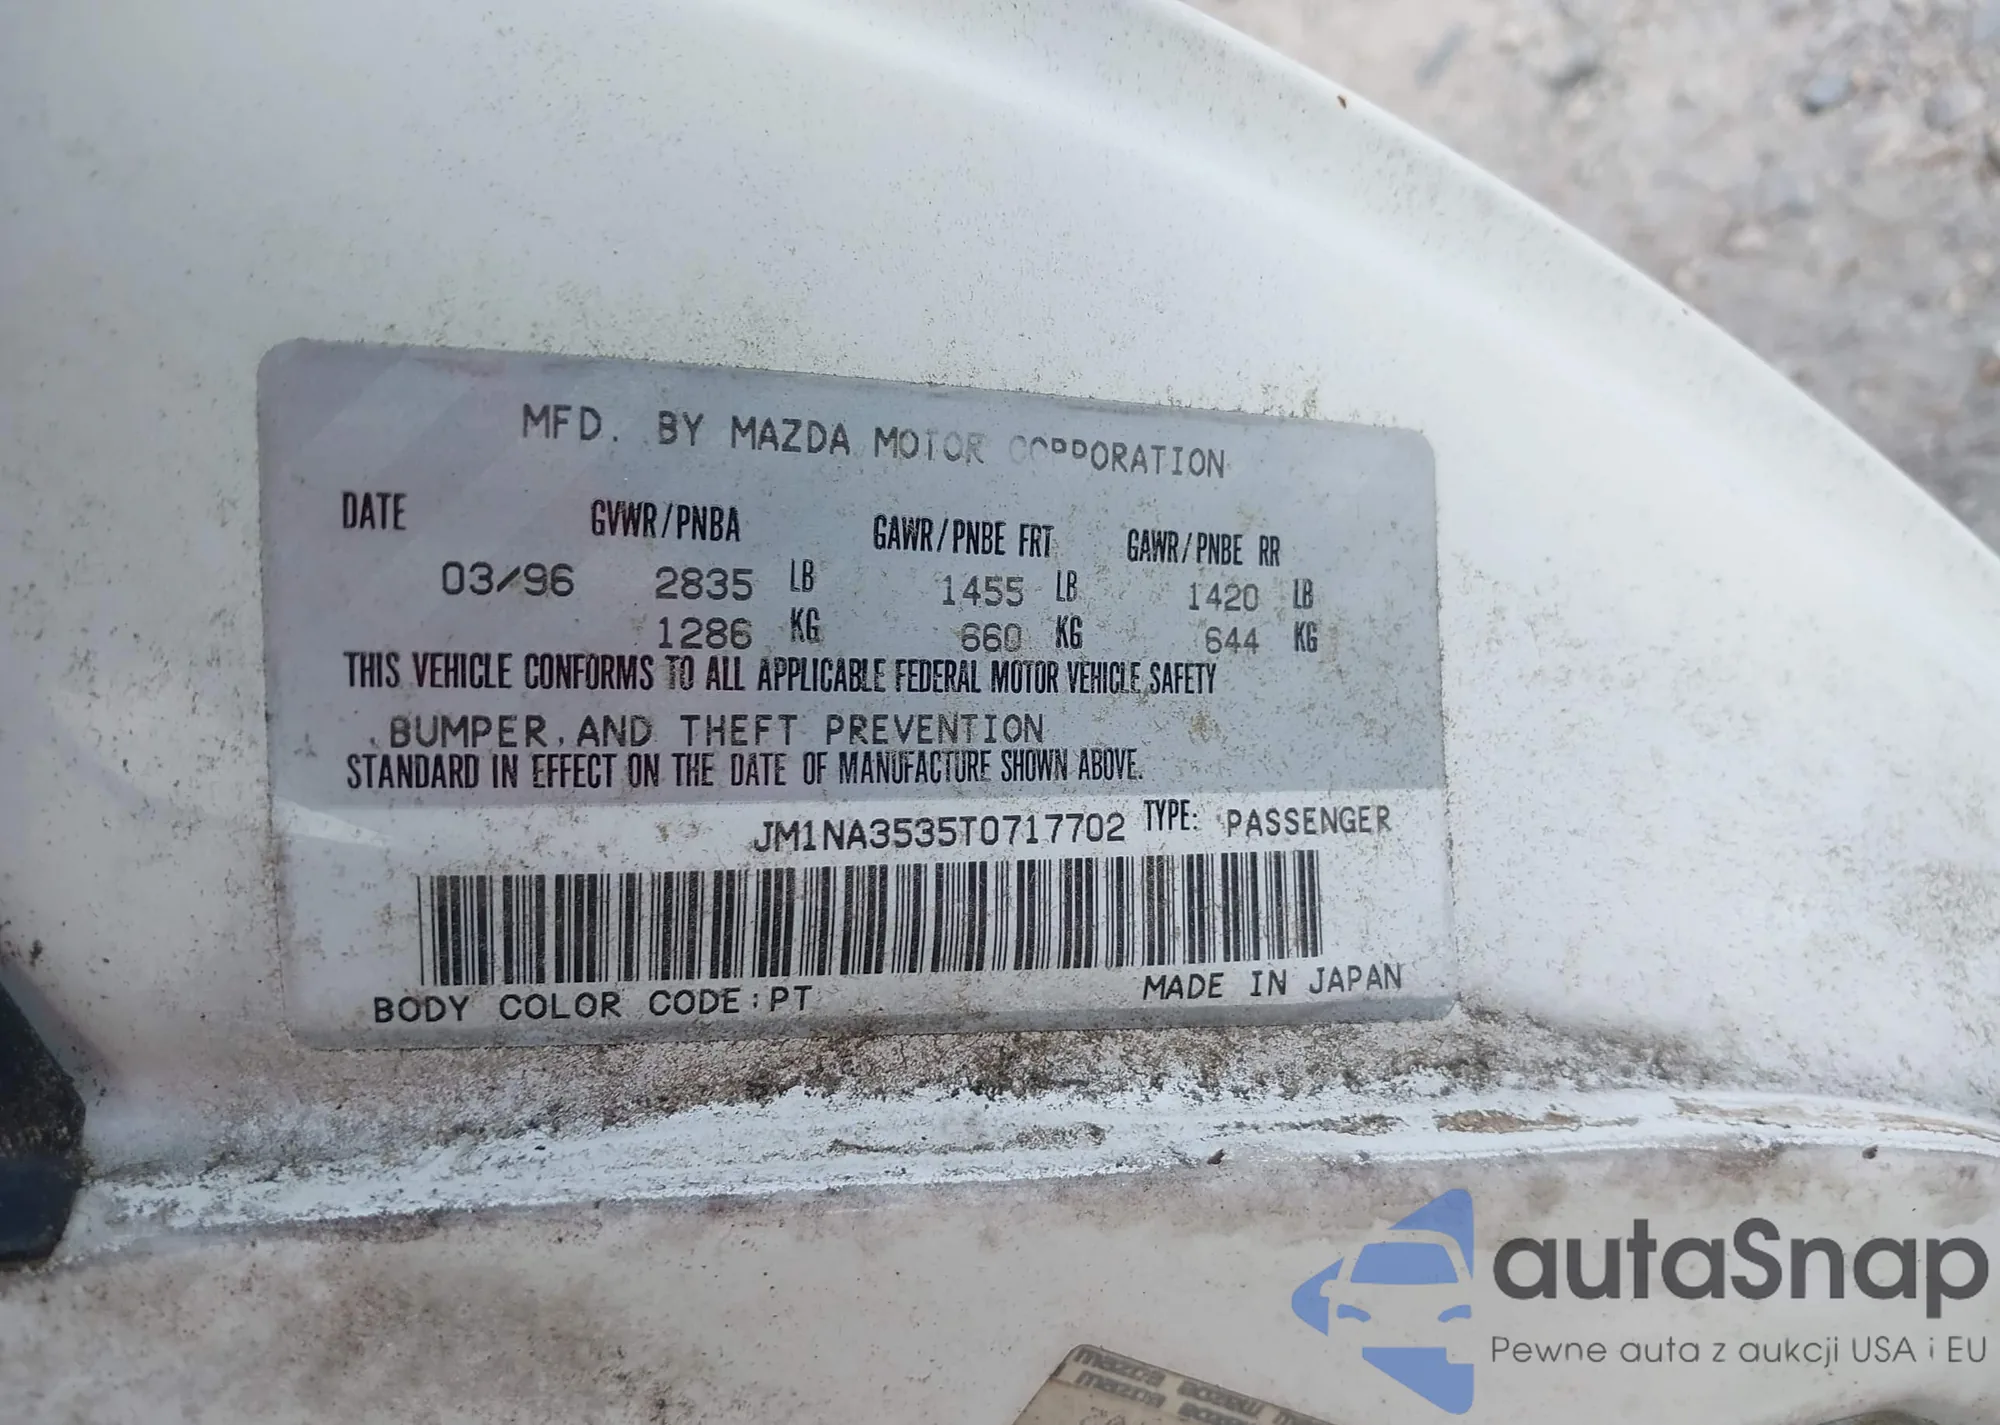 MFD. BY MAZDA MOTOR CORPORATION
DATE GVWR/PNBA GAWR/PNBE FRT GAWR/PNBE RR
03/96 2835 LB 1455 LB 1420 LB
1286 KG 660 KG 644 KG
THIS VEHICLE CONFORMS TO ALL APPLICABLE FEDERAL MOTOR VEHICLE SAFETY
, BUMPER, AND THEFT PREVENTION
STANDARD IN EFFECT ON THE DATE OF MANUFACTURE SHOWN ABOVE.
JM1NA3535T0717702 TYPE: PASSENGER
BODY COLOR CODE:PT MADE IN JAPAN
autaSnap
Pewne auta z aukcji USA i EU
mazda
mazda